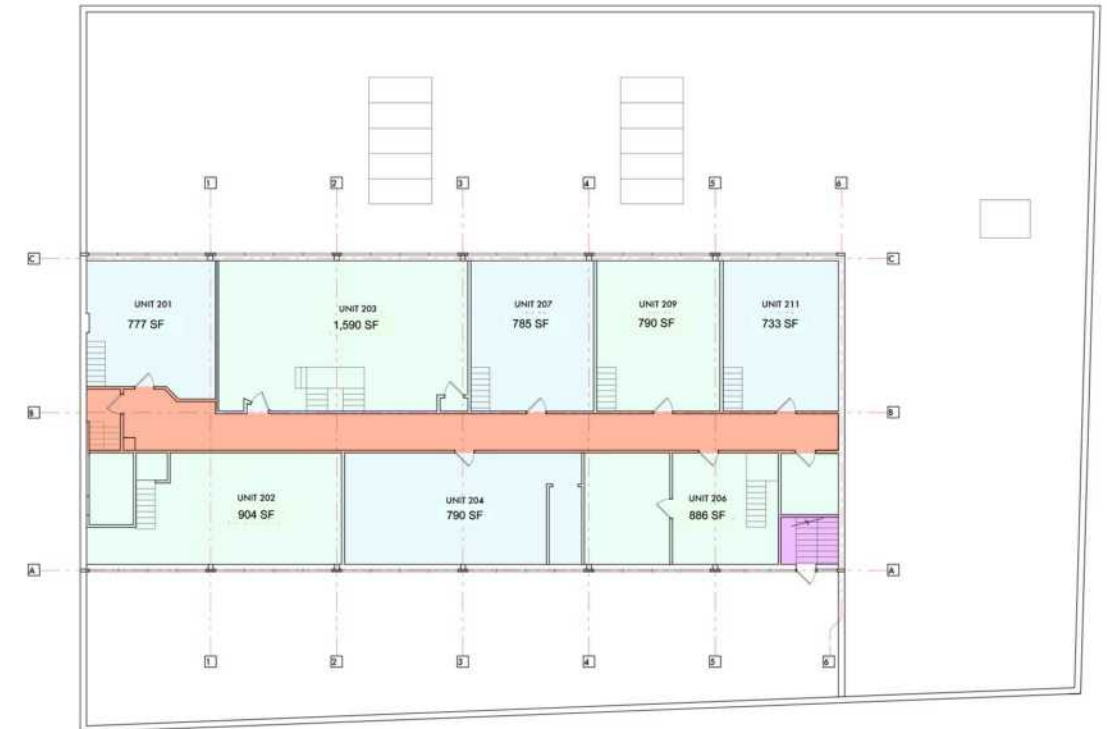 1 2 3 4 5 6
C C
UNIT 201
777 SF
UNIT 203
1,590 SF
UNIT 207
785 SF
UNIT 209
790 SF
UNIT 211
733 SF
B B
UNIT 202
904 SF
UNIT 204
790 SF
UNIT 206
886 SF
A A
1 2 3 4 5 6